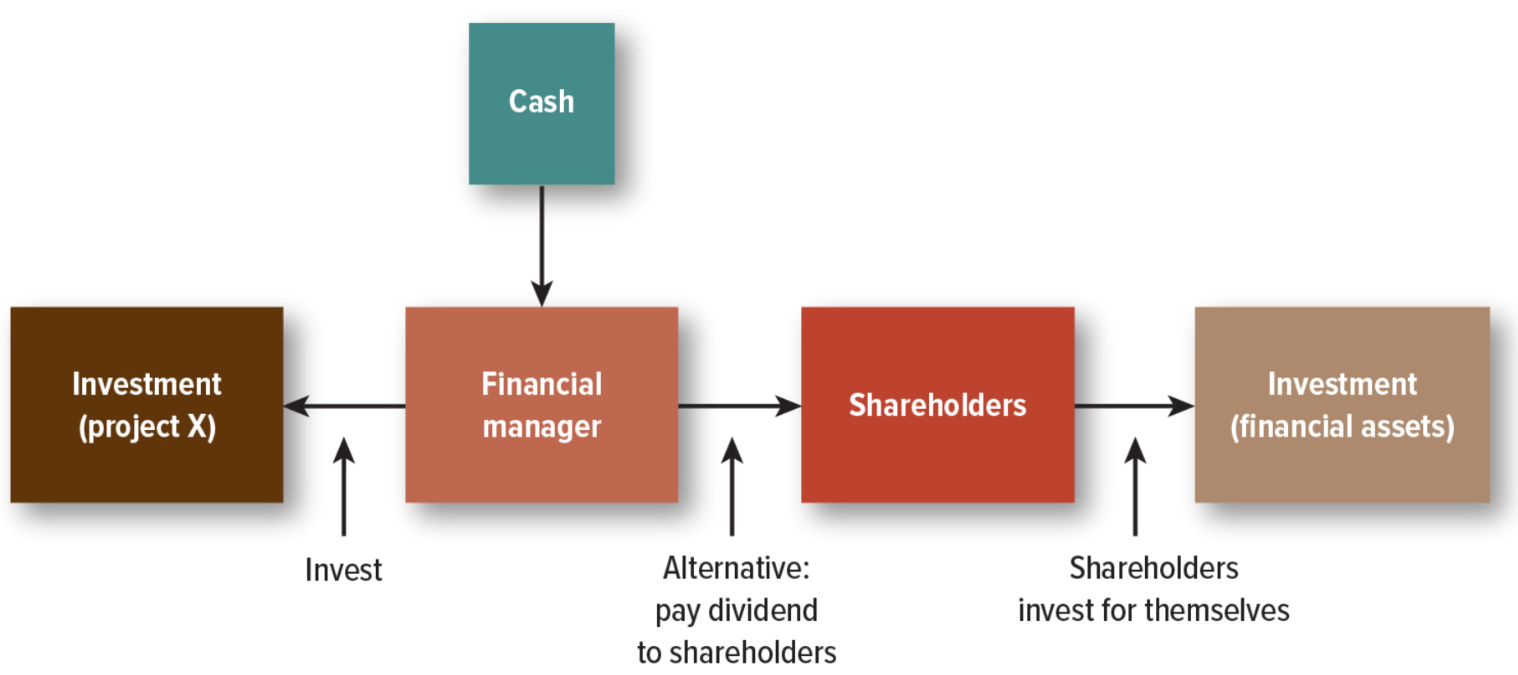 Cash
Investment
(project X)
Financial
manager
Shareholders
Investment
(financial assets)
Invest
Alternative:
pay dividend
to shareholders
Shareholders
invest for themselves